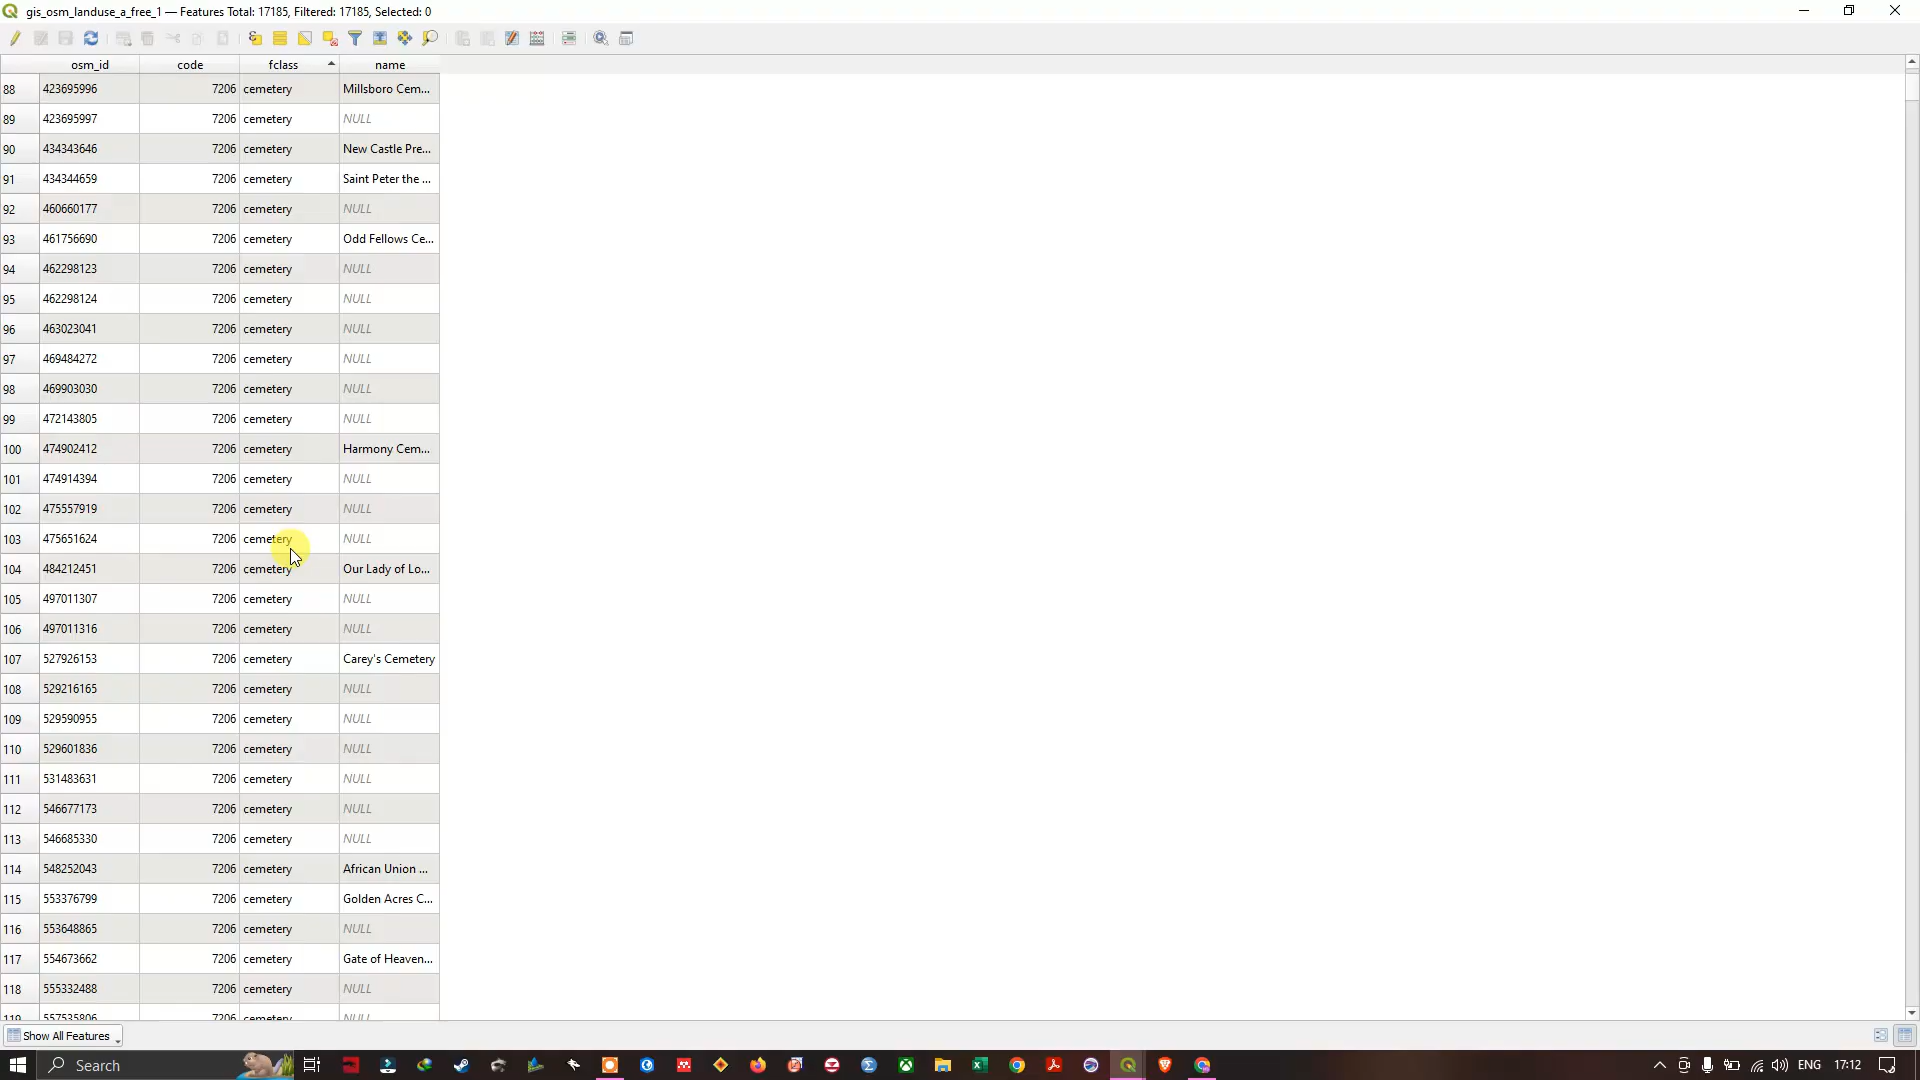 gis_osm_landuse_a_free_1 — Features Total: 17185, Filtered: 17185, Selected: 0
osm_id code fclass name
88 423695996 7206 cemetery Millsboro Cem...
89 423695997 7206 cemetery NULL
90 434343646 7206 cemetery New Castle Pre...
91 434344659 7206 cemetery Saint Peter the ...
92 460660177 7206 cemetery NULL
93 461756690 7206 cemetery Odd Fellows Ce...
94 462298123 7206 cemetery NULL
95 462298124 7206 cemetery NULL
96 463023041 7206 cemetery NULL
97 469484272 7206 cemetery NULL
98 469903030 7206 cemetery NULL
99 472143805 7206 cemetery NULL
100 474902412 7206 cemetery Harmony Cem...
101 474914394 7206 cemetery NULL
102 475557919 7206 cemetery NULL
103 475651624 7206 cemetery NULL
104 484212451 7206 cemetery Our Lady of Lo...
105 497011307 7206 cemetery NULL
106 497011316 7206 cemetery NULL
107 527926153 7206 cemetery Carey's Cemetery
108 529216165 7206 cemetery NULL
109 529590955 7206 cemetery NULL
110 529601836 7206 cemetery NULL
111 531483631 7206 cemetery NULL
112 546677173 7206 cemetery NULL
113 546685330 7206 cemetery NULL
114 548252043 7206 cemetery African Union ...
115 553376799 7206 cemetery Golden Acres C...
116 553648865 7206 cemetery NULL
117 554673662 7206 cemetery Gate of Heaven...
118 555332488 7206 cemetery NULL
119 557535806 7206 cemetery NULL
Show All Features
Search ENG 17:12